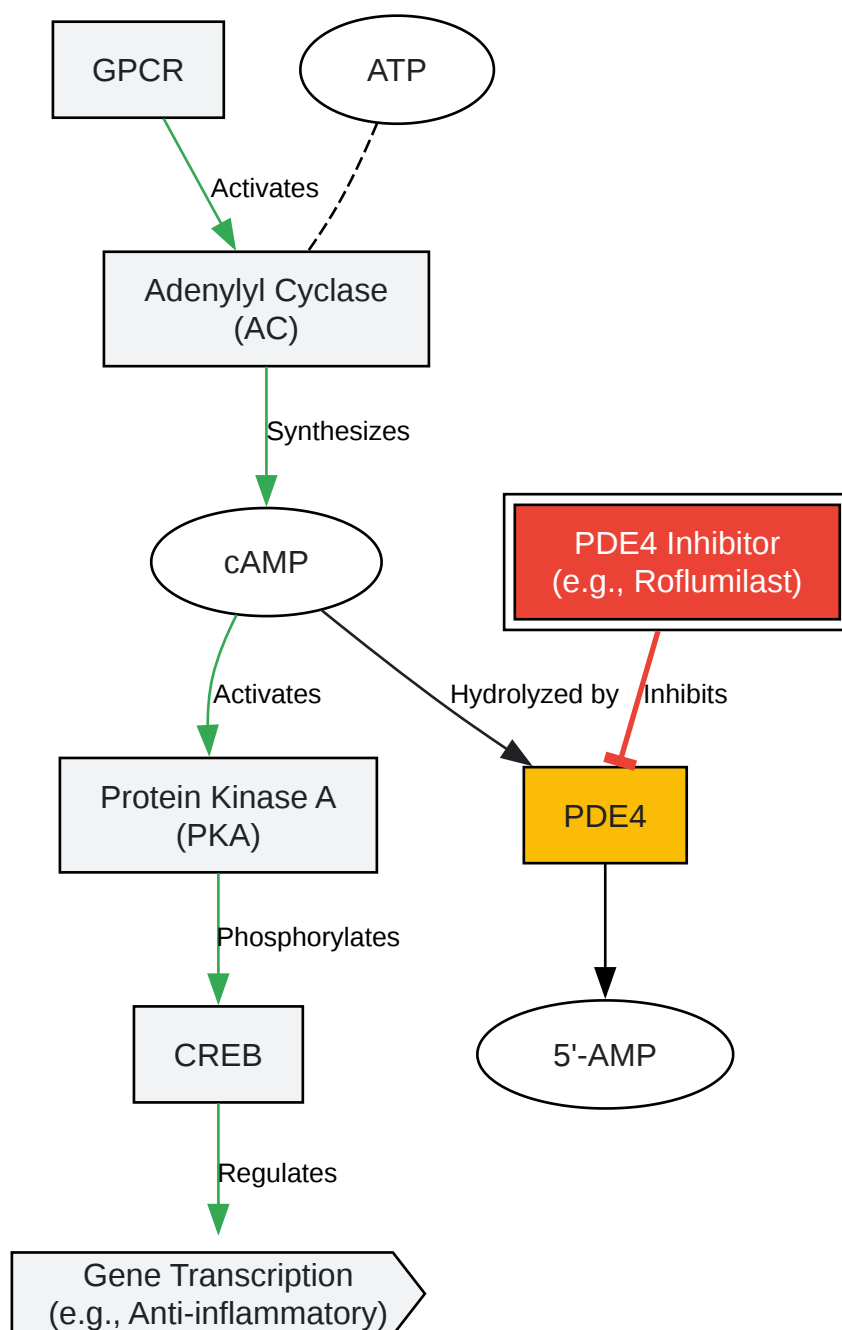 GPCR
ATP
Activates
Adenylyl Cyclase
(AC)
Synthesizes
cAMP
PDE4 Inhibitor
(e.g., Roflumilast)
Activates
Hydrolyzed by
Inhibits
Protein Kinase A
(PKA)
PDE4
Phosphorylates
CREB
5'-AMP
Regulates
Gene Transcription
(e.g., Anti-inflammatory)